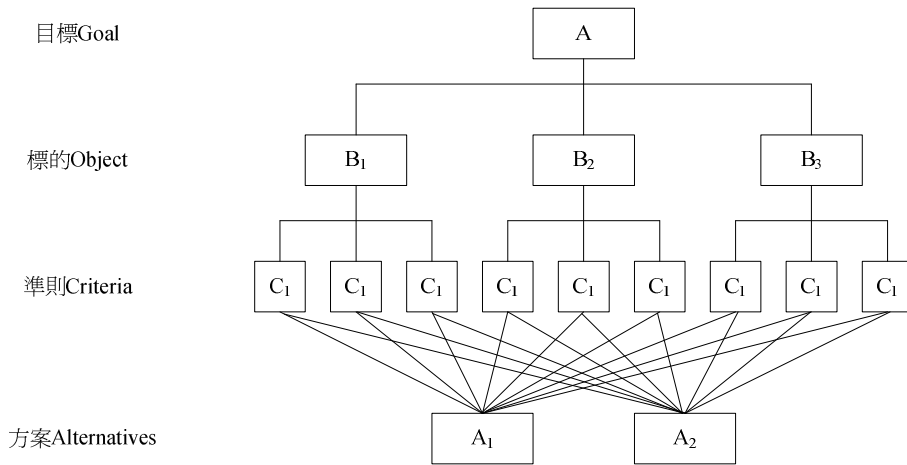 目標Goal
A
標的Object
B₁ B₂ B₃
準則Criteria
C₁ C₁ C₁ C₁ C₁ C₁ C₁ C₁ C₁
方案Alternatives
A₁ A₂